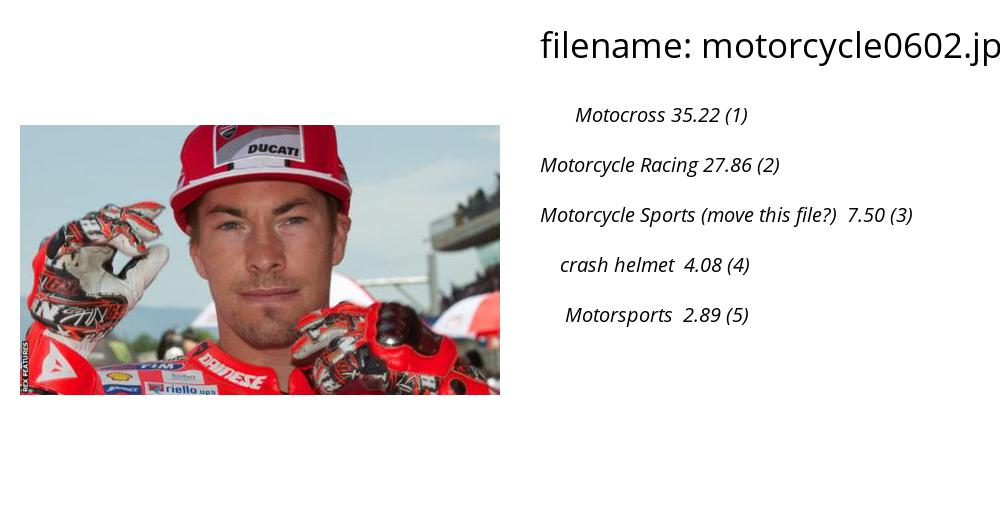 filename: motorcycle0602.jp
Motocross 35.22 (1)
Motorcycle Racing 27.86 (2)
Motorcycle Sports (move this file?)  7.50 (3)
crash helmet  4.08 (4)
Motorsports  2.89 (5)
DUCATI
DAINESE
TIM
riello ups
REX FEATURES